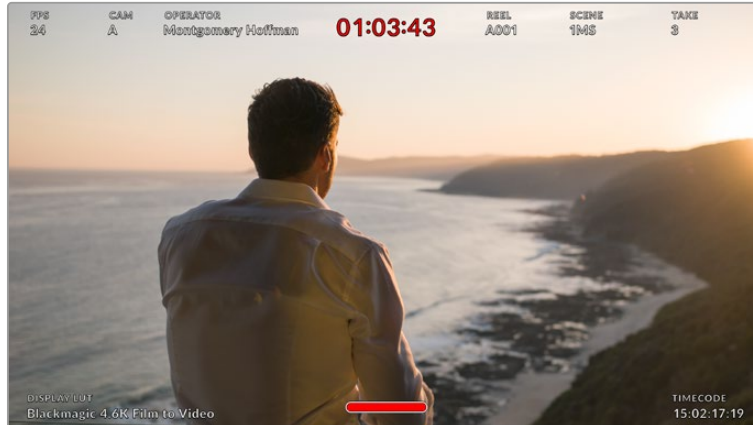 FPS CAM OPERATOR 01:03:43 REEL SCENE TAKE
24 A Montgomery Hoffman A001 1MS 3
DISPLAY LUT TIMECODE
Blackmagic 4.6K Film to Video 15:02:17:19